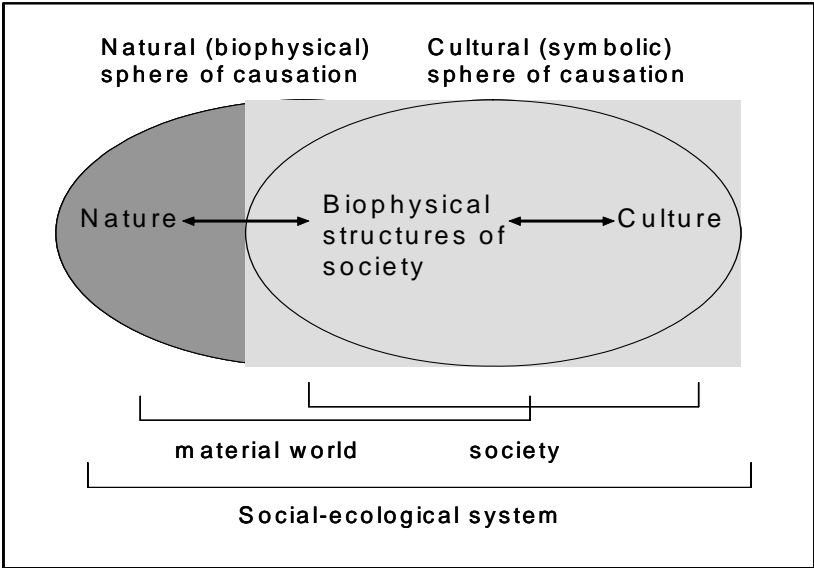 Natural (biophysical)
sphere of causation
Cultural (symbolic)
sphere of causation
Nature
Biophysical
structures of
society
Culture
material world
society
Social-ecological system